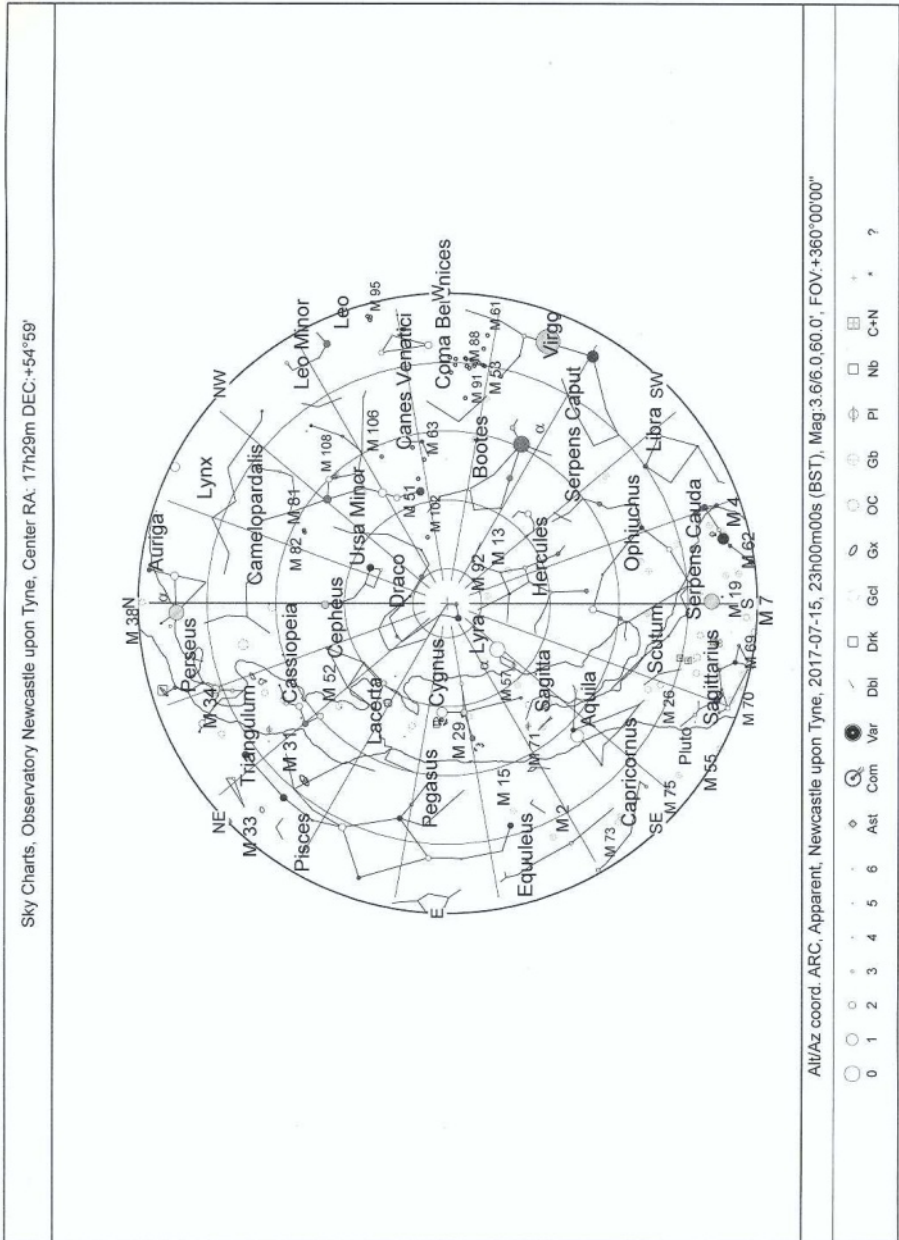 Sky Charts, Observatory Newcastle upon Tyne, Center RA: 17h29m DEC:+54°59'
N
M 38
Auriga
α
Perseus
Lynx
NW
NE
M 34
Triangulum
M 33
Camelopardalis
Cassiopeia
M 31
Pisces
M 52
M 82
M 81
M 108
M 106
Leo Minor
Leo
M 95
Cepheus
Ursa Minor
Lacerta
Draco
M 51
M 102
M 63
Canes Venatici
Coma Berenices
W
E
Pegasus
Cygnus
M 29
Lyra
α
M 92
M 13
M 57
Bootes
α
M 91
M 88
M 53
M 61
Virgo
M 15
M 71
Sagitta
Hercules
Equuleus
M 2
Aquila
Serpens Caput
Ophiuchus
Libra
SW
M 73
Capricornus
SE
M 75
Scutum
M 26
Pluto
M 55
Sagittarius
Serpens Cauda
M 4
M 62
M 19
M 70
M 69
S
M 7
Alt/Az coord. ARC, Apparent, Newcastle upon Tyne, 2017-07-15, 23h00m00s (BST), Mag:3.6/6.0,60.0', FOV:+360°00'00"
0 1 2 3 4 5 6 Ast Com Var Dbl Drk Gcl Gx OC Gb Pl Nb C+N * ?